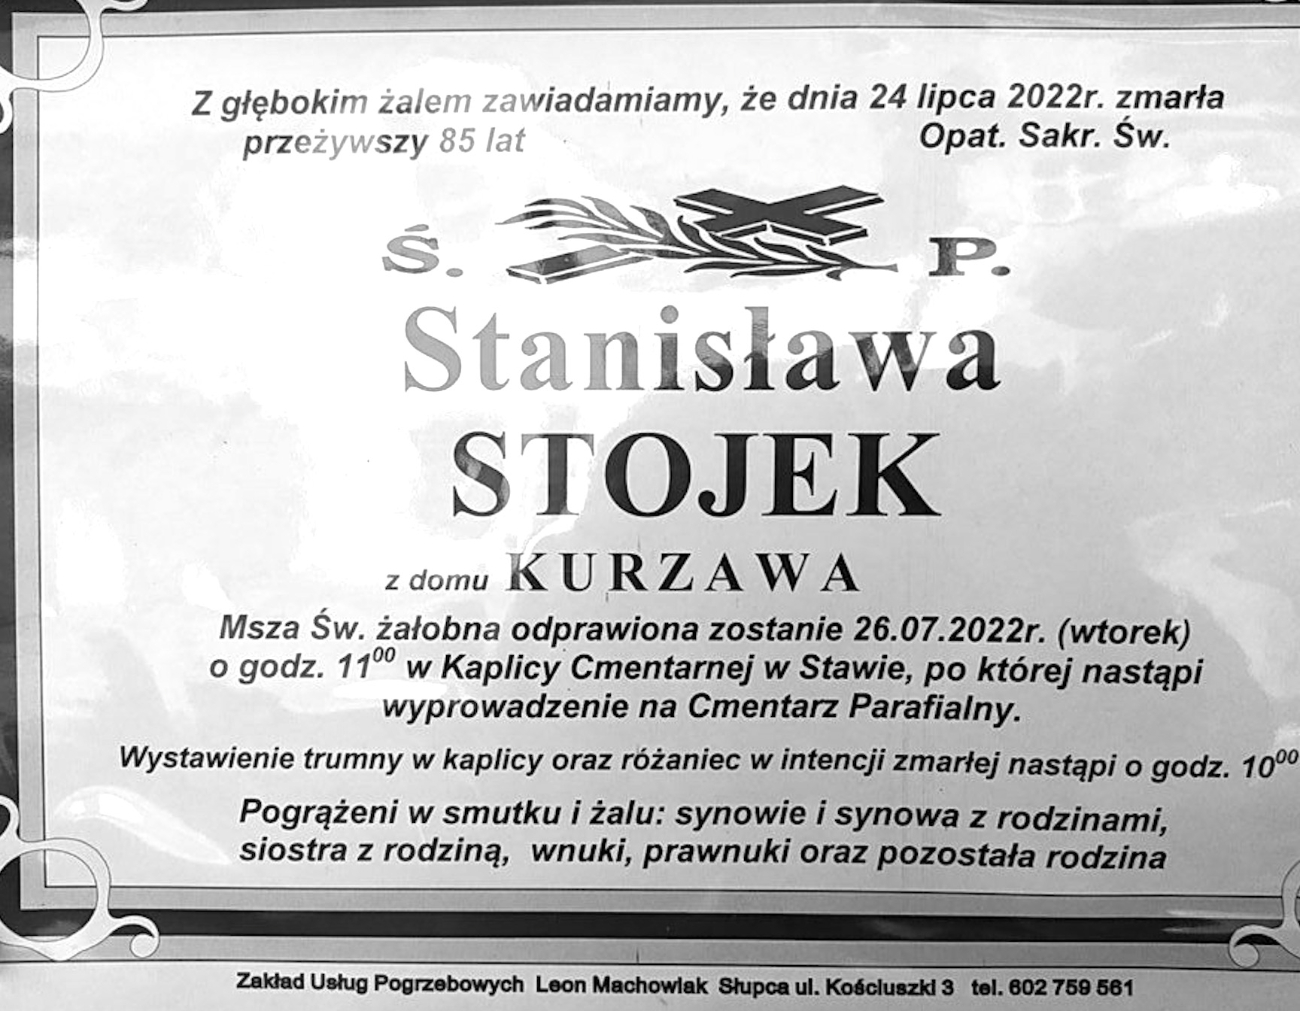 Z głębokim żalem zawiadamiamy, że dnia 24 lipca 2022r. zmarła
przeżywszy 85 lat Opat. Sakr. Św.
Ś. P.
Stanisława
STOJEK
z domu KURZAWA
Msza Św. żałobna odprawiona zostanie 26.07.2022r. (wtorek)
o godz. 11⁰⁰ w Kaplicy Cmentarnej w Stawie, po której nastąpi
wyprowadzenie na Cmentarz Parafialny.
Wystawienie trumny w kaplicy oraz różaniec w intencji zmarłej nastąpi o godz. 10⁰⁰
Pogrążeni w smutku i żalu: synowie i synowa z rodzinami,
siostra z rodziną, wnuki, prawnuki oraz pozostała rodzina
Zakład Usług Pogrzebowych Leon Machowiak Słupca ul. Kościuszki 3 tel. 602 759 561